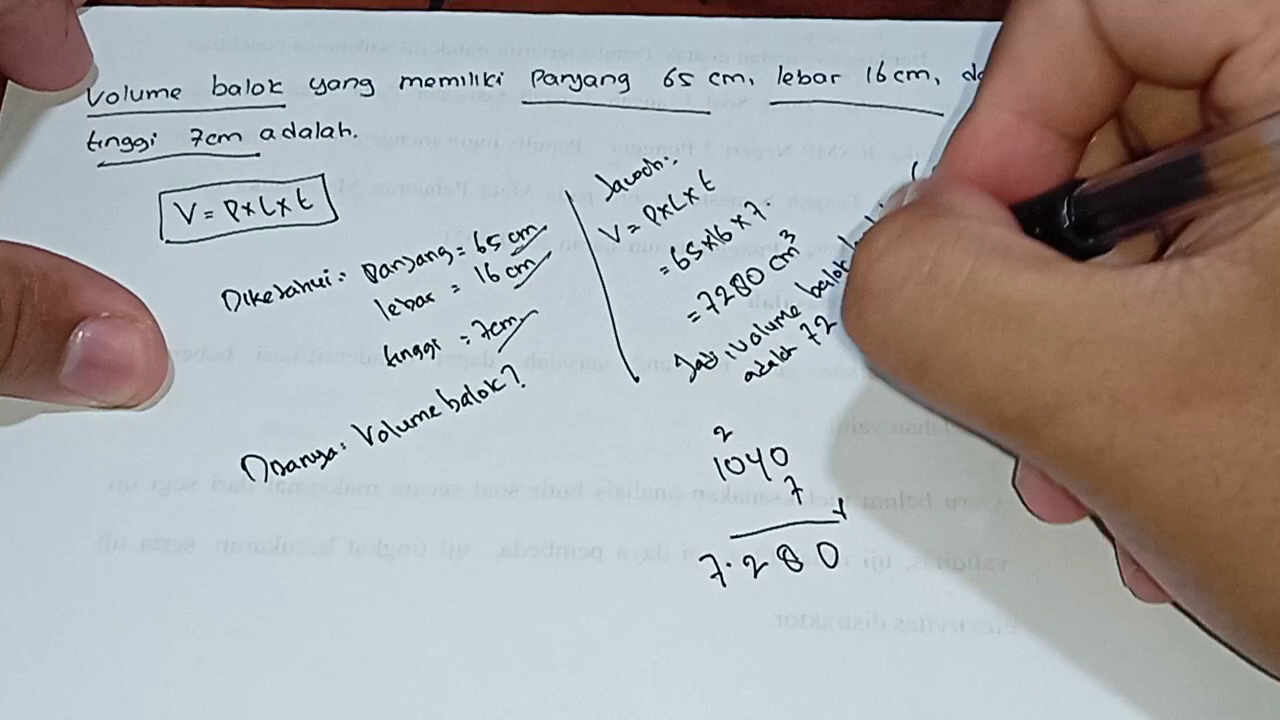 Volume balok yang memiliki Panjang 65 cm, lebar 16 cm,
tinggi 7cm adalah.
V = P x L x t
Diketahui: Panjang = 65 cm
lebar = 16 cm
tinggi = 7cm
Ditanya: Volume balok?
Jawab:
V = P x L x t
= 65 x 16 x 7.
= 7280 cm³
Jadi, Volume balok
adalah 72
2
1040
7
x
7.280